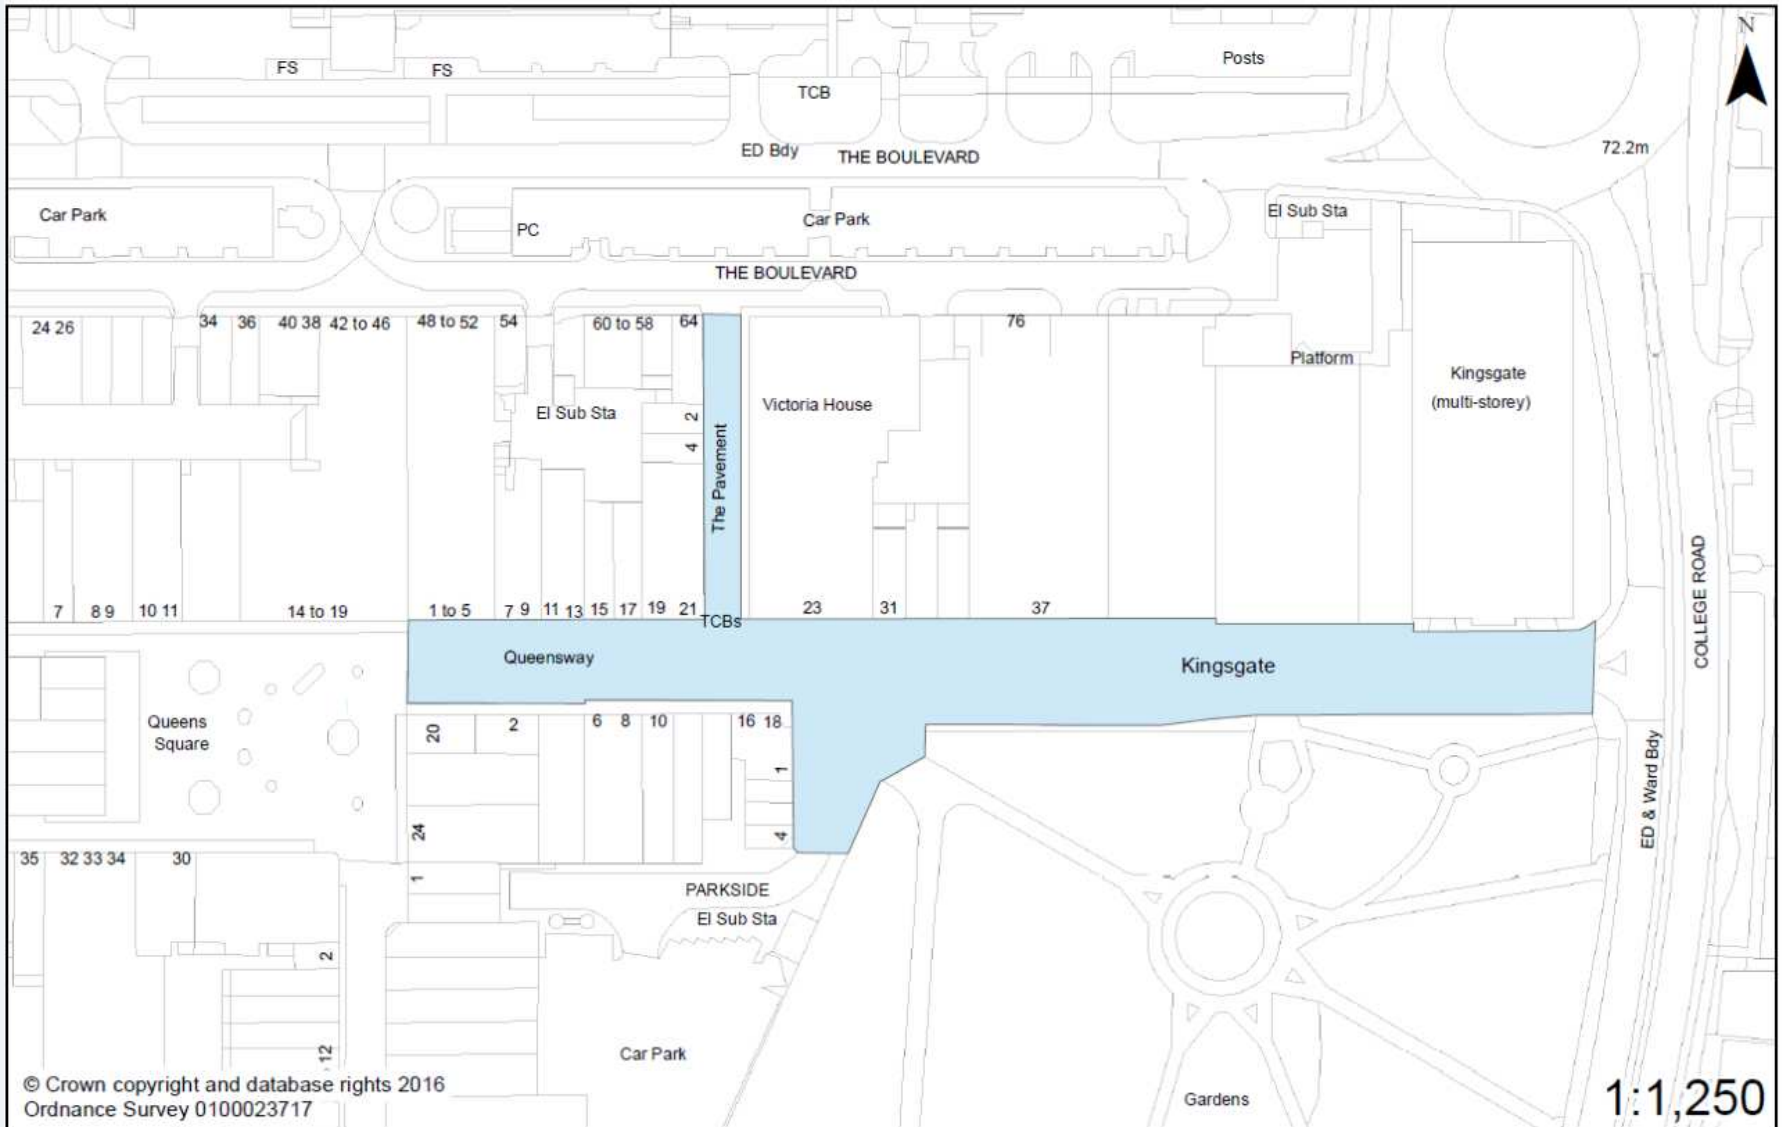 N
FS
FS
Posts
TCB
ED Bdy
THE BOULEVARD
72.2m
Car Park
PC
Car Park
El Sub Sta
THE BOULEVARD
24 26
34
36
40 38
42 to 46
48 to 52
54
60 to 58
64
76
Platform
Kingsgate
(multi-storey)
El Sub Sta
2
4
Victoria House
The Pavement
COLLEGE ROAD
7
8 9
10 11
14 to 19
1 to 5
7 9
11
13
15
17
19
21
TCBs
23
31
37
Queensway
Kingsgate
Queens
Square
20
2
6
8
10
16 18
1
4
24
ED & Ward Bdy
35
32 33 34
30
1
PARKSIDE
El Sub Sta
2
12
Car Park
Gardens
© Crown copyright and database rights 2016
Ordnance Survey 0100023717
1:1,250